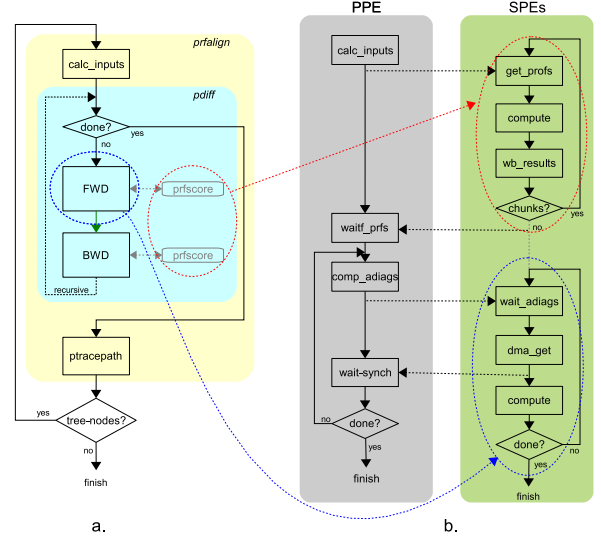 prfalign
calc_inputs
pdiff
done?
yes
no
FWD
prfscore
BWD
prfscore
recursive
ptracepath
yes
tree-nodes?
no
finish
a.
PPE
calc_inputs
waitf_prfs
comp_adiags
wait-synch
done?
no
yes
finish
SPEs
get_profs
compute
wb_results
chunks?
yes
no
wait_adiags
dma_get
compute
done?
yes
no
finish
b.